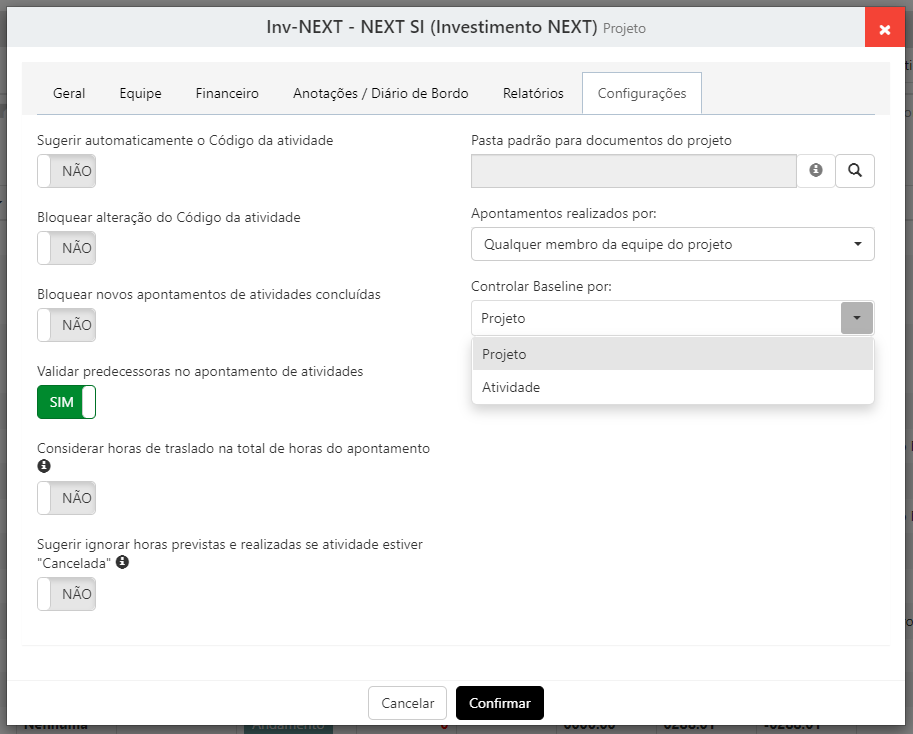 Inv-NEXT - NEXT SI (Investimento NEXT) Projeto
Geral Equipe Financeiro Anotações / Diário de Bordo Relatórios Configurações
Sugerir automaticamente o Código da atividade
NÃO
Bloquear alteração do Código da atividade
NÃO
Bloquear novos apontamentos de atividades concluídas
NÃO
Validar predecessoras no apontamento de atividades
SIM
Considerar horas de traslado na total de horas do apontamento
NÃO
Sugerir ignorar horas previstas e realizadas se atividade estiver
"Cancelada"
NÃO
Pasta padrão para documentos do projeto
Apontamentos realizados por:
Qualquer membro da equipe do projeto
Controlar Baseline por:
Projeto
Projeto
Atividade
Cancelar Confirmar